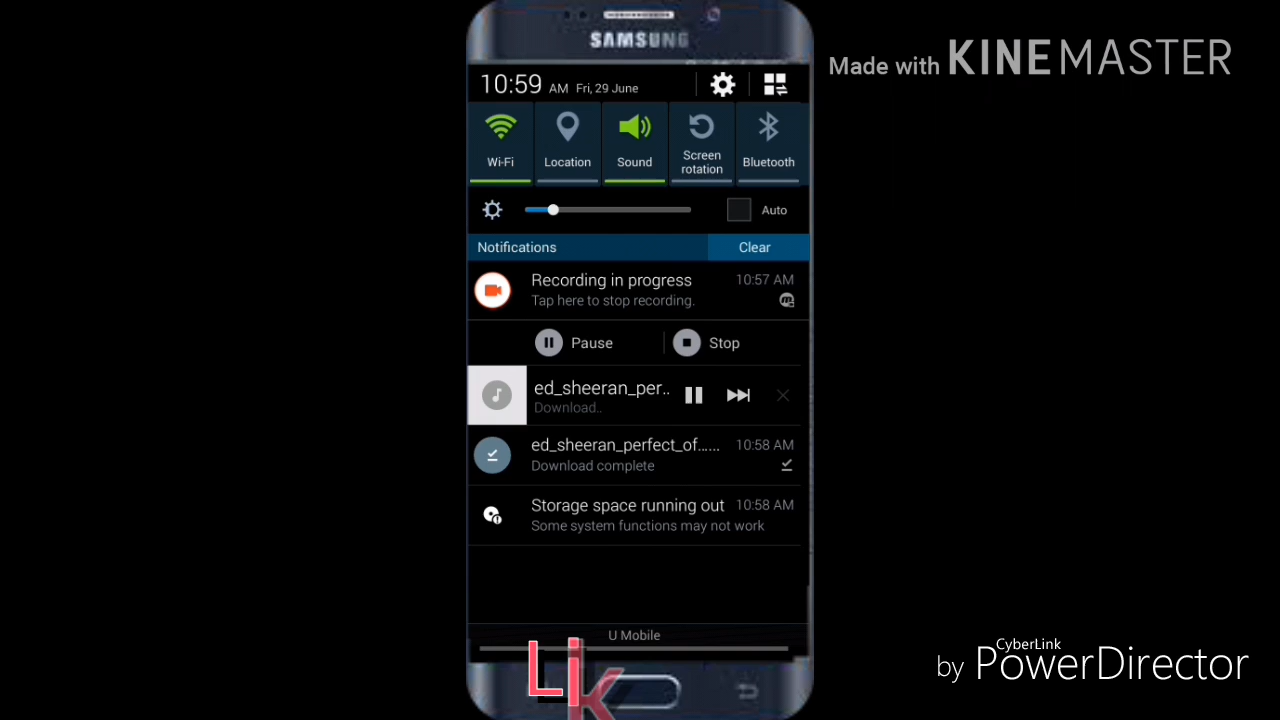 SAMSUNG
Made with KINEMASTER
10:59 AM Fri, 29 June
Wi-Fi
Location
Sound
Screen
rotation
Bluetooth
Auto
Notifications
Clear
Recording in progress
10:57 AM
Tap here to stop recording.
Pause
Stop
ed_sheeran_per..
Download..
ed_sheeran_perfect_of......
10:58 AM
Download complete
Storage space running out
10:58 AM
Some system functions may not work
U Mobile
Lik
CyberLink
by PowerDirector